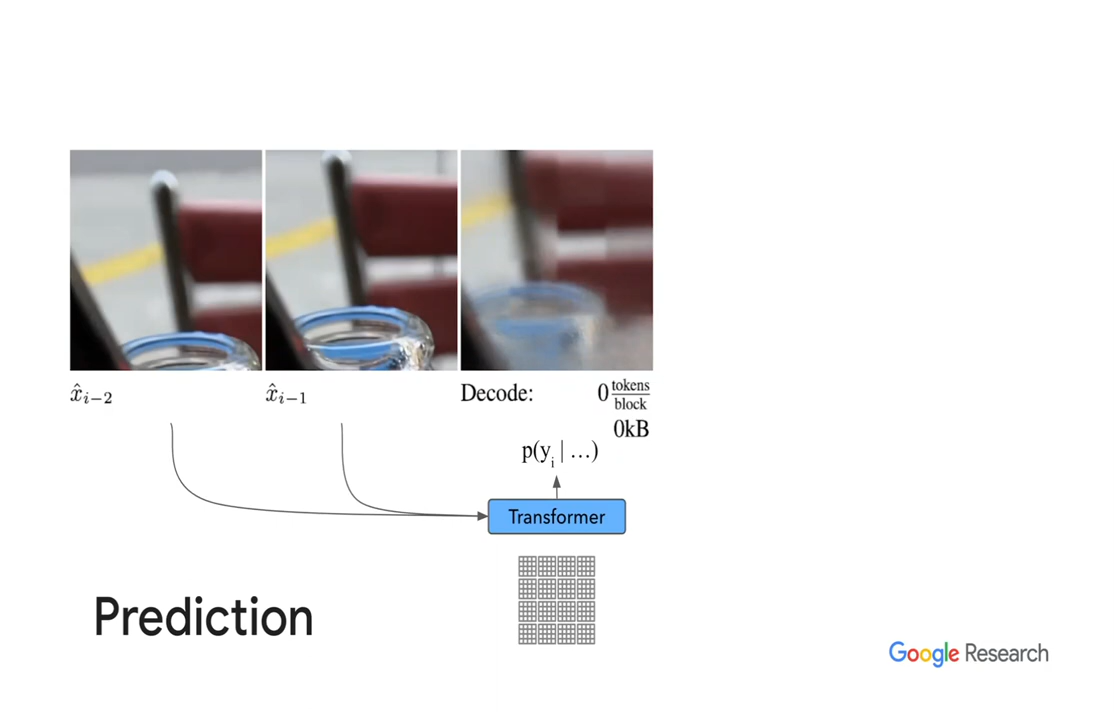 x̂ᵢ₋₂
x̂ᵢ₋₁
Decode: 0 tokens/block
0kB
p(yᵢ | …)
Transformer
Prediction
Google Research